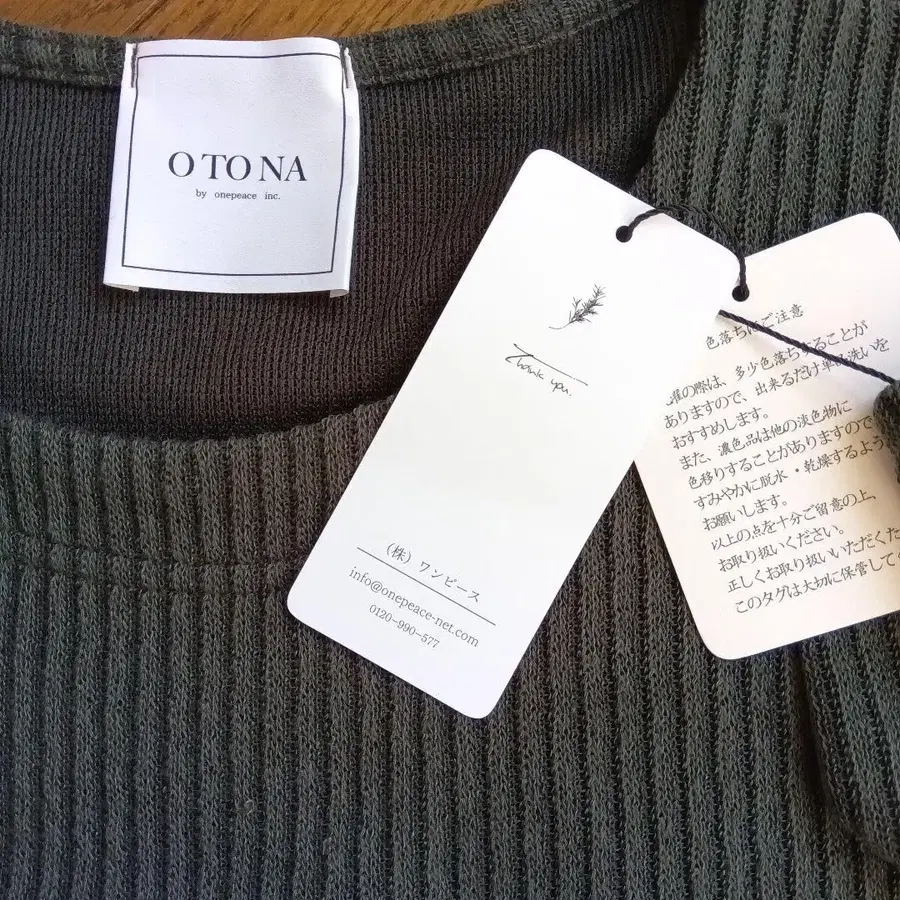 O TO NA
by onepeace inc.
Thank you.
(株) ワンピース
info@onepeace-net.com
0120-990-577
色落ちにご注意
濯の際は、多少色落ちすることが
ありますので、出来るだけ単独洗いを
おすすめします。
また、濃色品は他の淡色物に
色移りすることがありますので
すみやかに脱水・乾燥するよう
お願いします。
以上の点を十分ご留意の上、
お取り扱いください。
正しくお取り扱いいただくた
このタグは大切に保管して